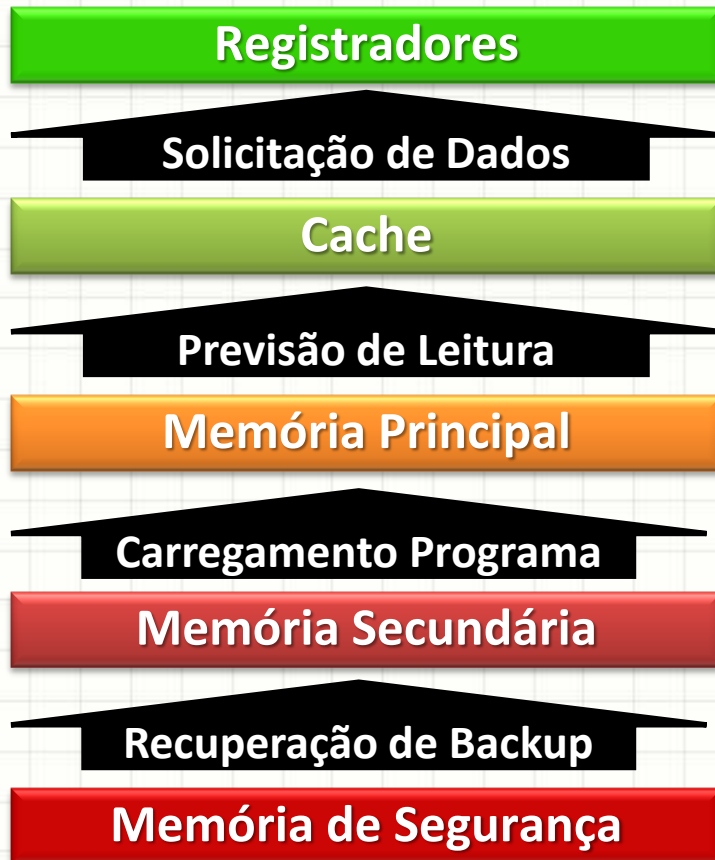 Registradores
Solicitação de Dados
Cache
Previsão de Leitura
Memória Principal
Carregamento Programa
Memória Secundária
Recuperação de Backup
Memória de Segurança